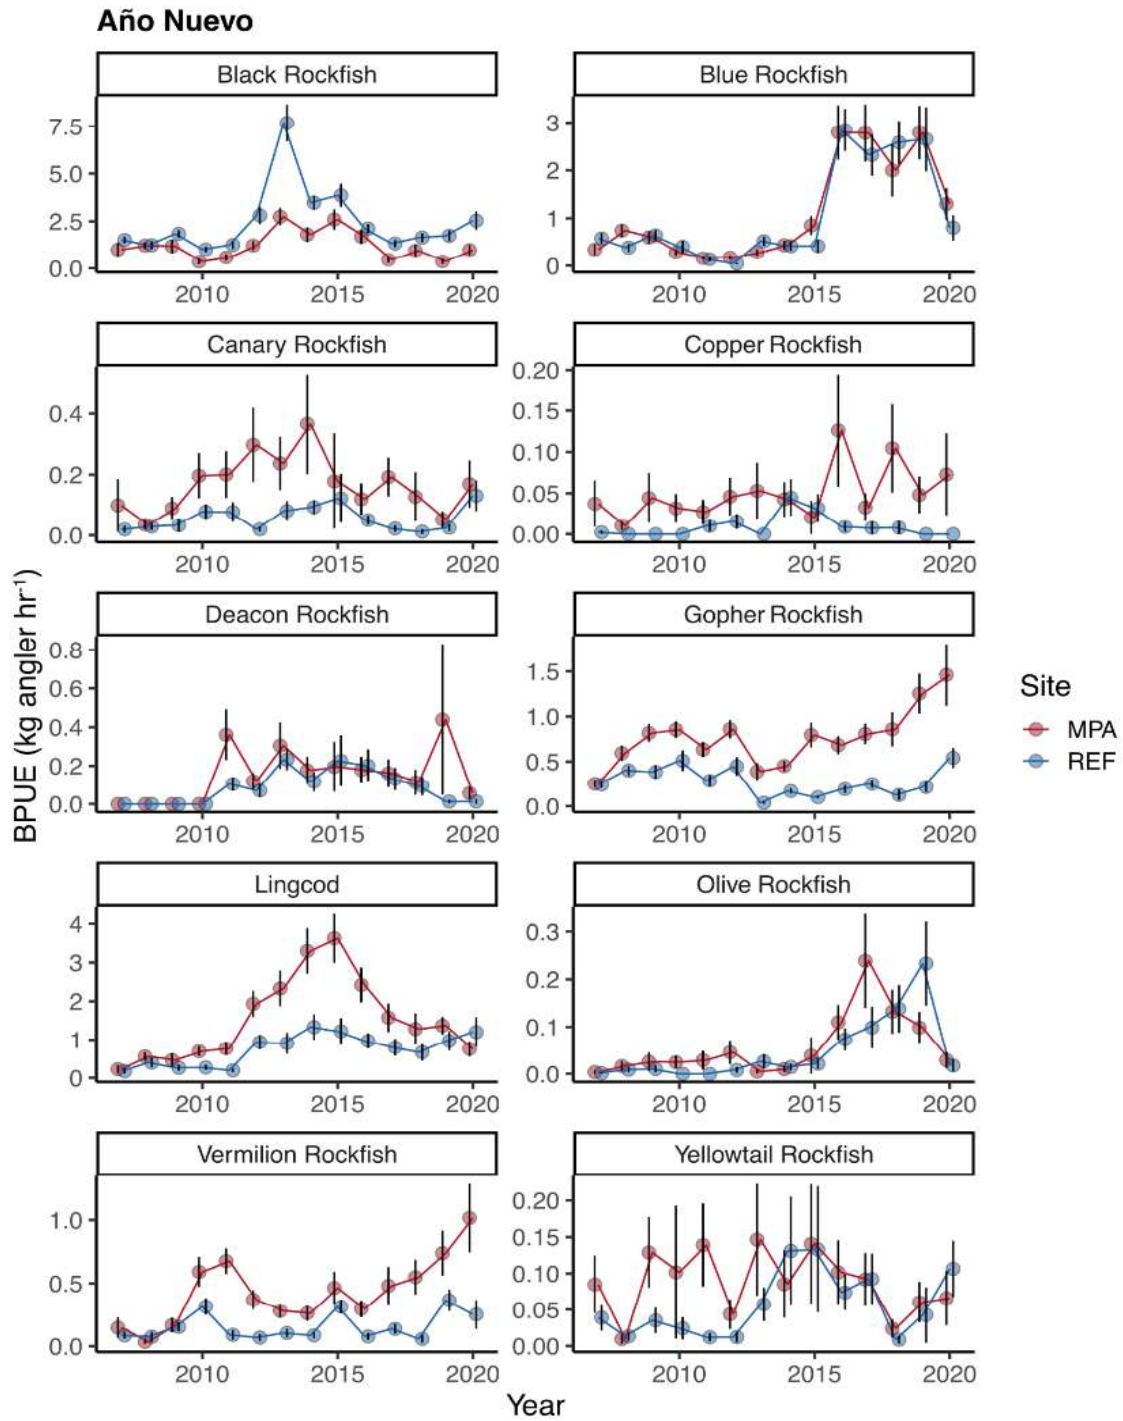 Año Nuevo
Black Rockfish
Blue Rockfish
7.5
5.0
2.5
0.0
3
2
1
0
2010 2015 2020
2010 2015 2020
Canary Rockfish
Copper Rockfish
0.4
0.2
0.0
0.20
0.15
0.10
0.05
0.00
2010 2015 2020
2010 2015 2020
Deacon Rockfish
Gopher Rockfish
0.8
0.6
0.4
0.2
0.0
1.5
1.0
0.5
0.0
2010 2015 2020
2010 2015 2020
Lingcod
Olive Rockfish
4
3
2
1
0
0.3
0.2
0.1
0.0
2010 2015 2020
2010 2015 2020
Vermilion Rockfish
Yellowtail Rockfish
1.0
0.5
0.0
0.20
0.15
0.10
0.05
0.00
2010 2015 2020
2010 2015 2020
BPUE (kg angler hr⁻¹)
Year
Site
MPA
REF